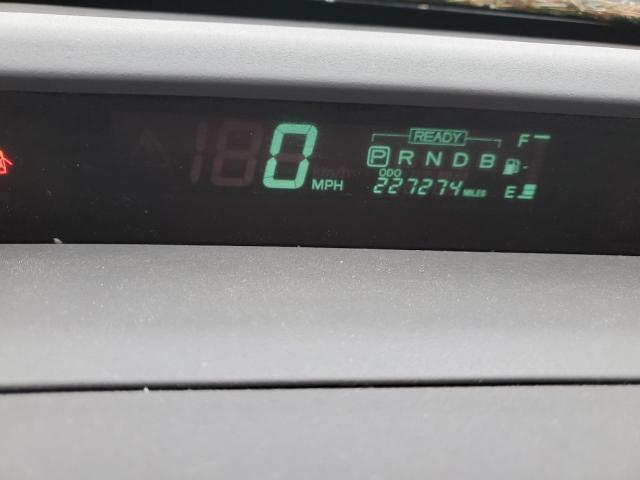 READY F
0 MPH P R N D B
ODO
227274 MILES E